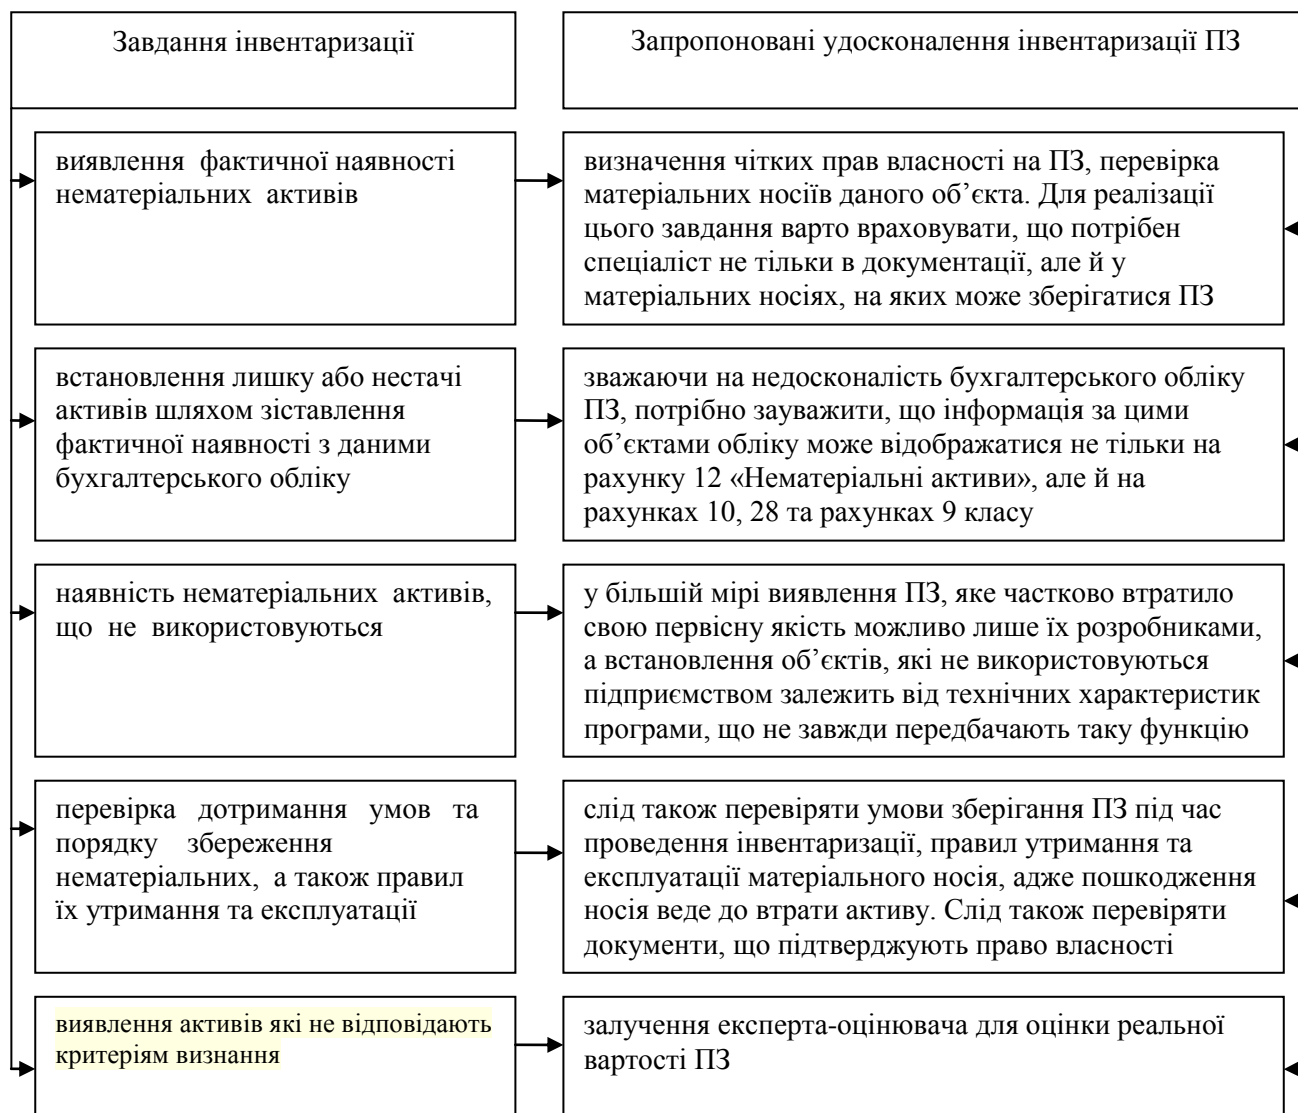 Завдання інвентаризації
Запропоновані удосконалення інвентаризації ПЗ
виявлення фактичної наявності
нематеріальних активів
визначення чітких прав власності на ПЗ, перевірка
матеріальних носіїв даного об’єкта. Для реалізації
цього завдання варто враховувати, що потрібен
спеціаліст не тільки в документації, але й у
матеріальних носіях, на яких може зберігатися ПЗ
встановлення лишку або нестачі
активів шляхом зіставлення
фактичної наявності з даними
бухгалтерського обліку
зважаючи на недосконалість бухгалтерського обліку
ПЗ, потрібно зауважити, що інформація за цими
об’єктами обліку може відображатися не тільки на
рахунку 12 «Нематеріальні активи», але й на
рахунках 10, 28 та рахунках 9 класу
наявність нематеріальних активів,
що не використовуються
у більшій мірі виявлення ПЗ, яке частково втратило
свою первісну якість можливо лише їх розробниками,
а встановлення об’єктів, які не використовуються
підприємством залежить від технічних характеристик
програми, що не завжди передбачають таку функцію
перевірка дотримання умов та
порядку збереження
нематеріальних, а також правил
їх утримання та експлуатації
слід також перевіряти умови зберігання ПЗ під час
проведення інвентаризації, правил утримання та
експлуатації матеріального носія, адже пошкодження
носія веде до втрати активу. Слід також перевіряти
документи, що підтверджують право власності
виявлення активів які не відповідають
критеріям визнання
залучення експерта-оцінювача для оцінки реальної
вартості ПЗ